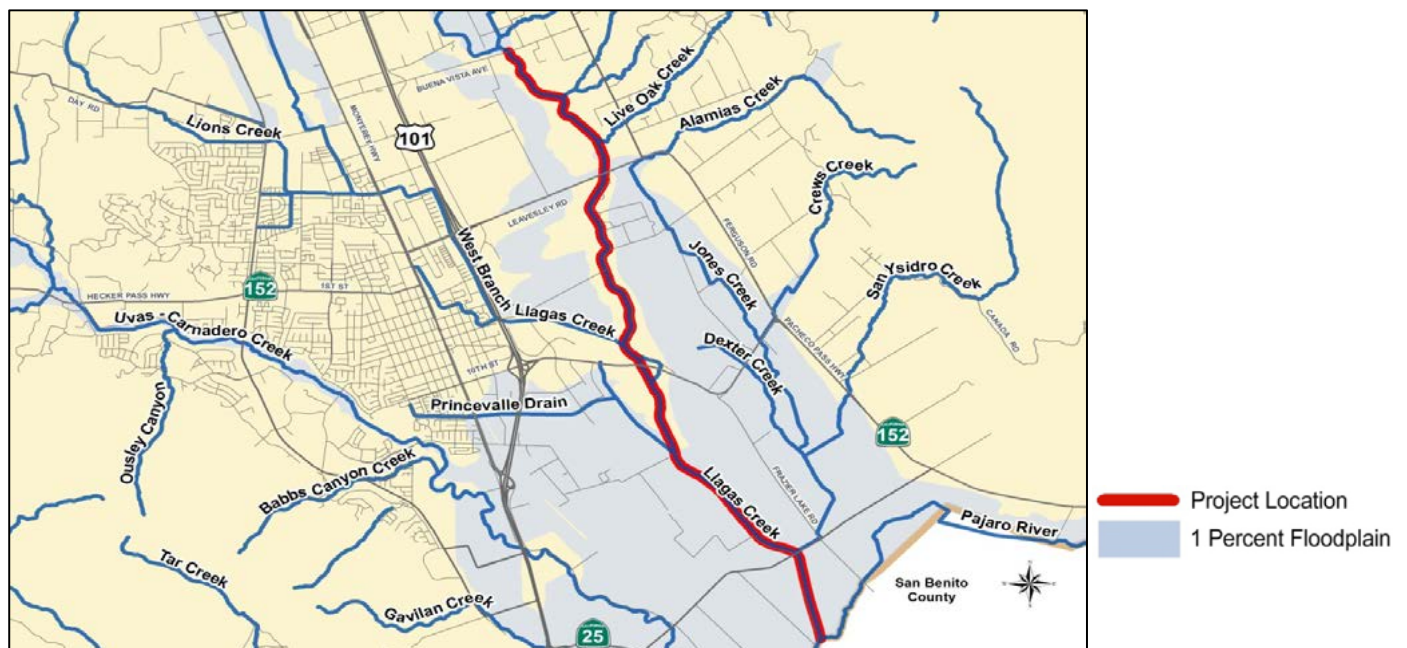 BUENA VISTA AVE
Live Oak Creek
DAY RD
Lions Creek
MONTEREY HWY
101
Alamias Creek
Crews Creek
LEAVESLEY RD
FERGUSON RD
West Branch
Llagas Creek
Jones Creek
San Ysidro Creek
152
1ST ST
HECKER PASS HWY
Uvas - Carnadero Creek
CANADA RD
PACHECO PASS HWY
Dexter Creek
10TH ST
Princevalle Drain
Ousley Canyon
Babbs Canyon Creek
CALIFORNIA
152
Llagas Creek
FRAZIER LAKE RD
Pajaro River
Tar Creek
San Benito
County
Gavilan Creek
25
Project Location
1 Percent Floodplain